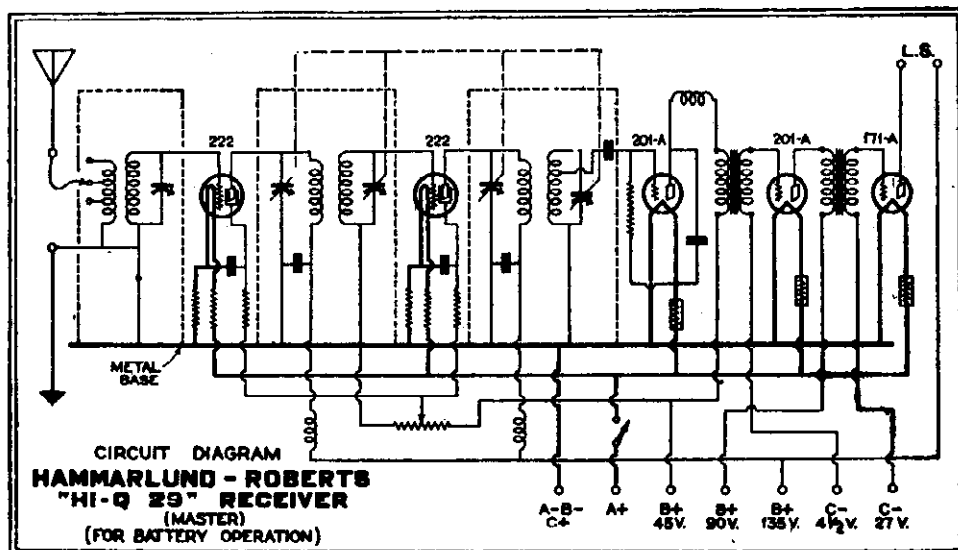 L.S.
222
222
201-A
201-A
171-A
METAL
BASE
CIRCUIT DIAGRAM
HAMMARLUND - ROBERTS
"HI-Q 29" RECEIVER
(MASTER)
(FOR BATTERY OPERATION)
A-B-
C+
A+
B+
45V.
B+
90V.
B+
135V.
C-
4½V.
C-
27V.